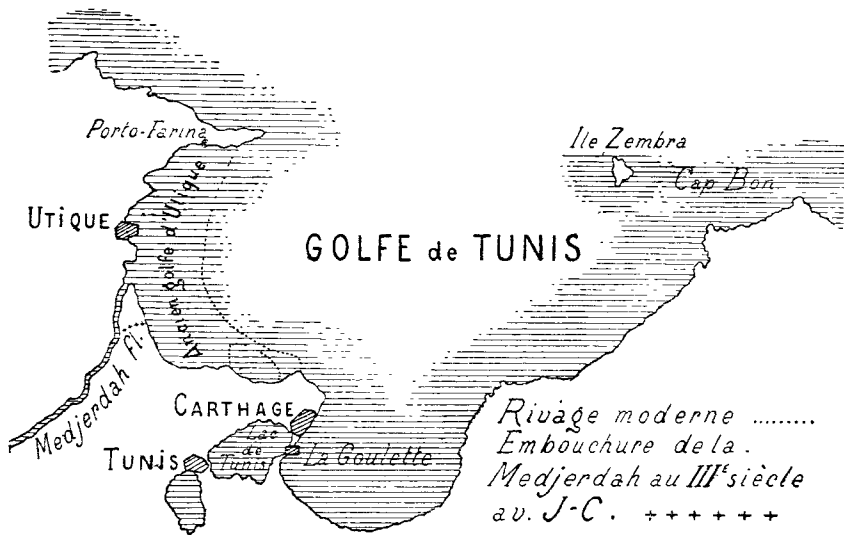 Porto-Farina
Ile Zembra
Cap Bon
UTIQUE
Ancien golfe d'Utique
GOLFE de TUNIS
Medjerdah fl.
CARTHAGE
Lac
de
Tunis
TUNIS
La Goulette
Rivage moderne .........
Embouchure de la .
Medjerdah au IIIᵉ siècle
av. J-C. + + + + + +